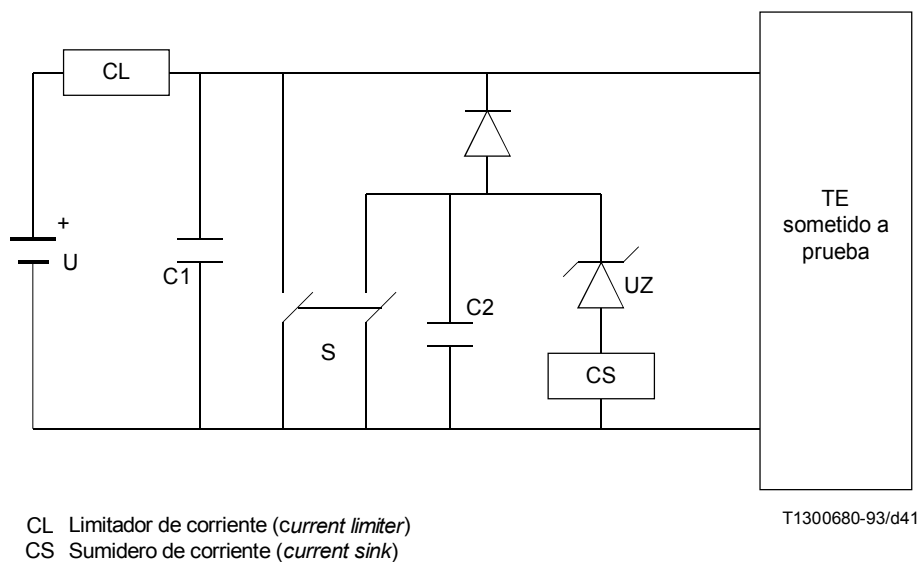 CL
+
U
C1
S
C2
UZ
CS
TE
sometido a
prueba
T1300680-93/d41
CL Limitador de corriente (current limiter)
CS Sumidero de corriente (current sink)